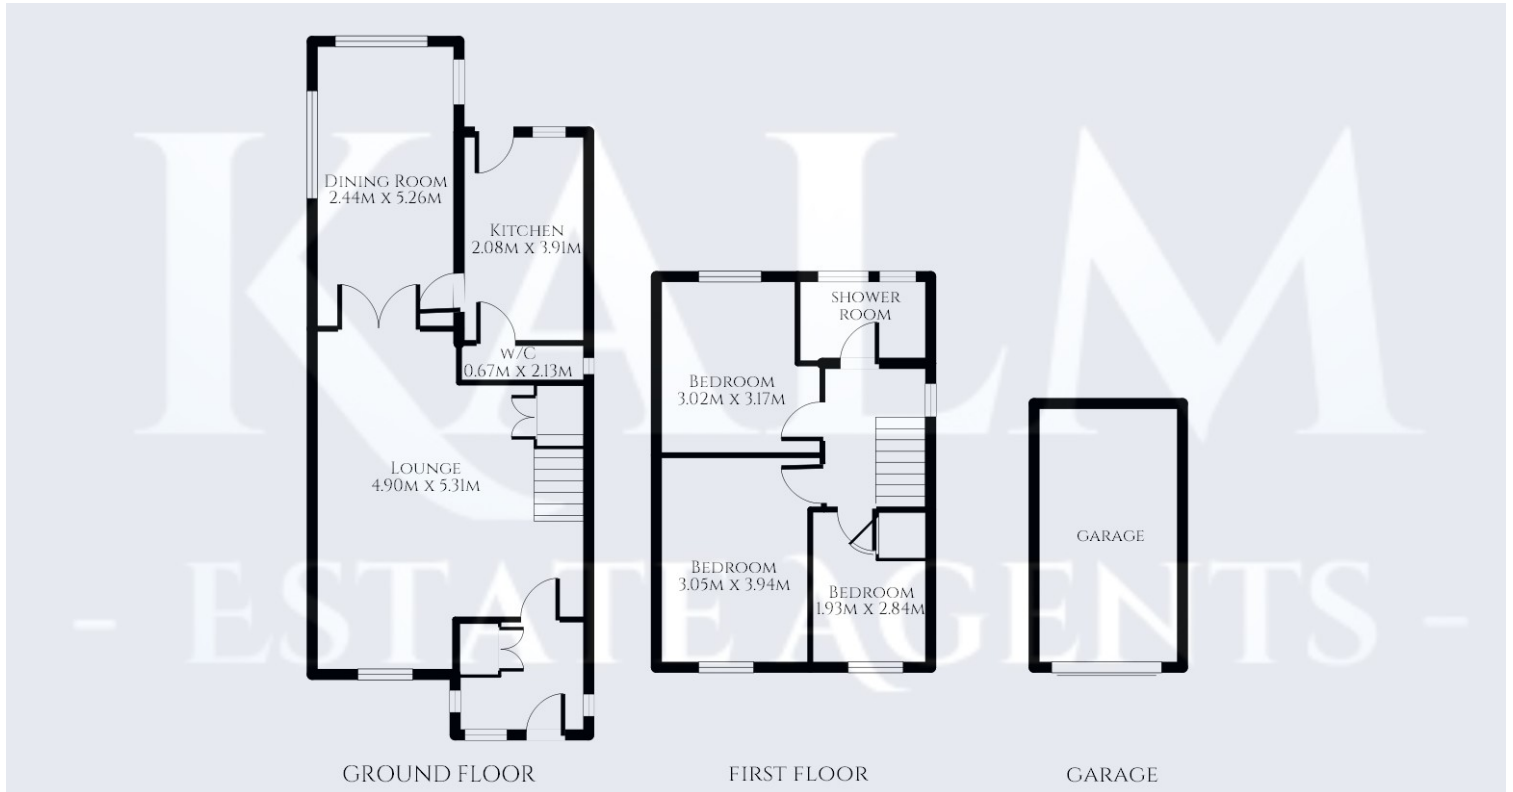 DINING ROOM
2.44M X 5.26M
KITCHEN
2.08M X 3.91M
W/C
0.67M X 2.13M
LOUNGE
4.90M X 5.31M
SHOWER
ROOM
BEDROOM
3.02M X 3.17M
BEDROOM
3.05M X 3.94M
BEDROOM
1.93M X 2.84M
GARAGE
GROUND FLOOR
FIRST FLOOR
GARAGE
KALM
- ESTATE AGENTS -